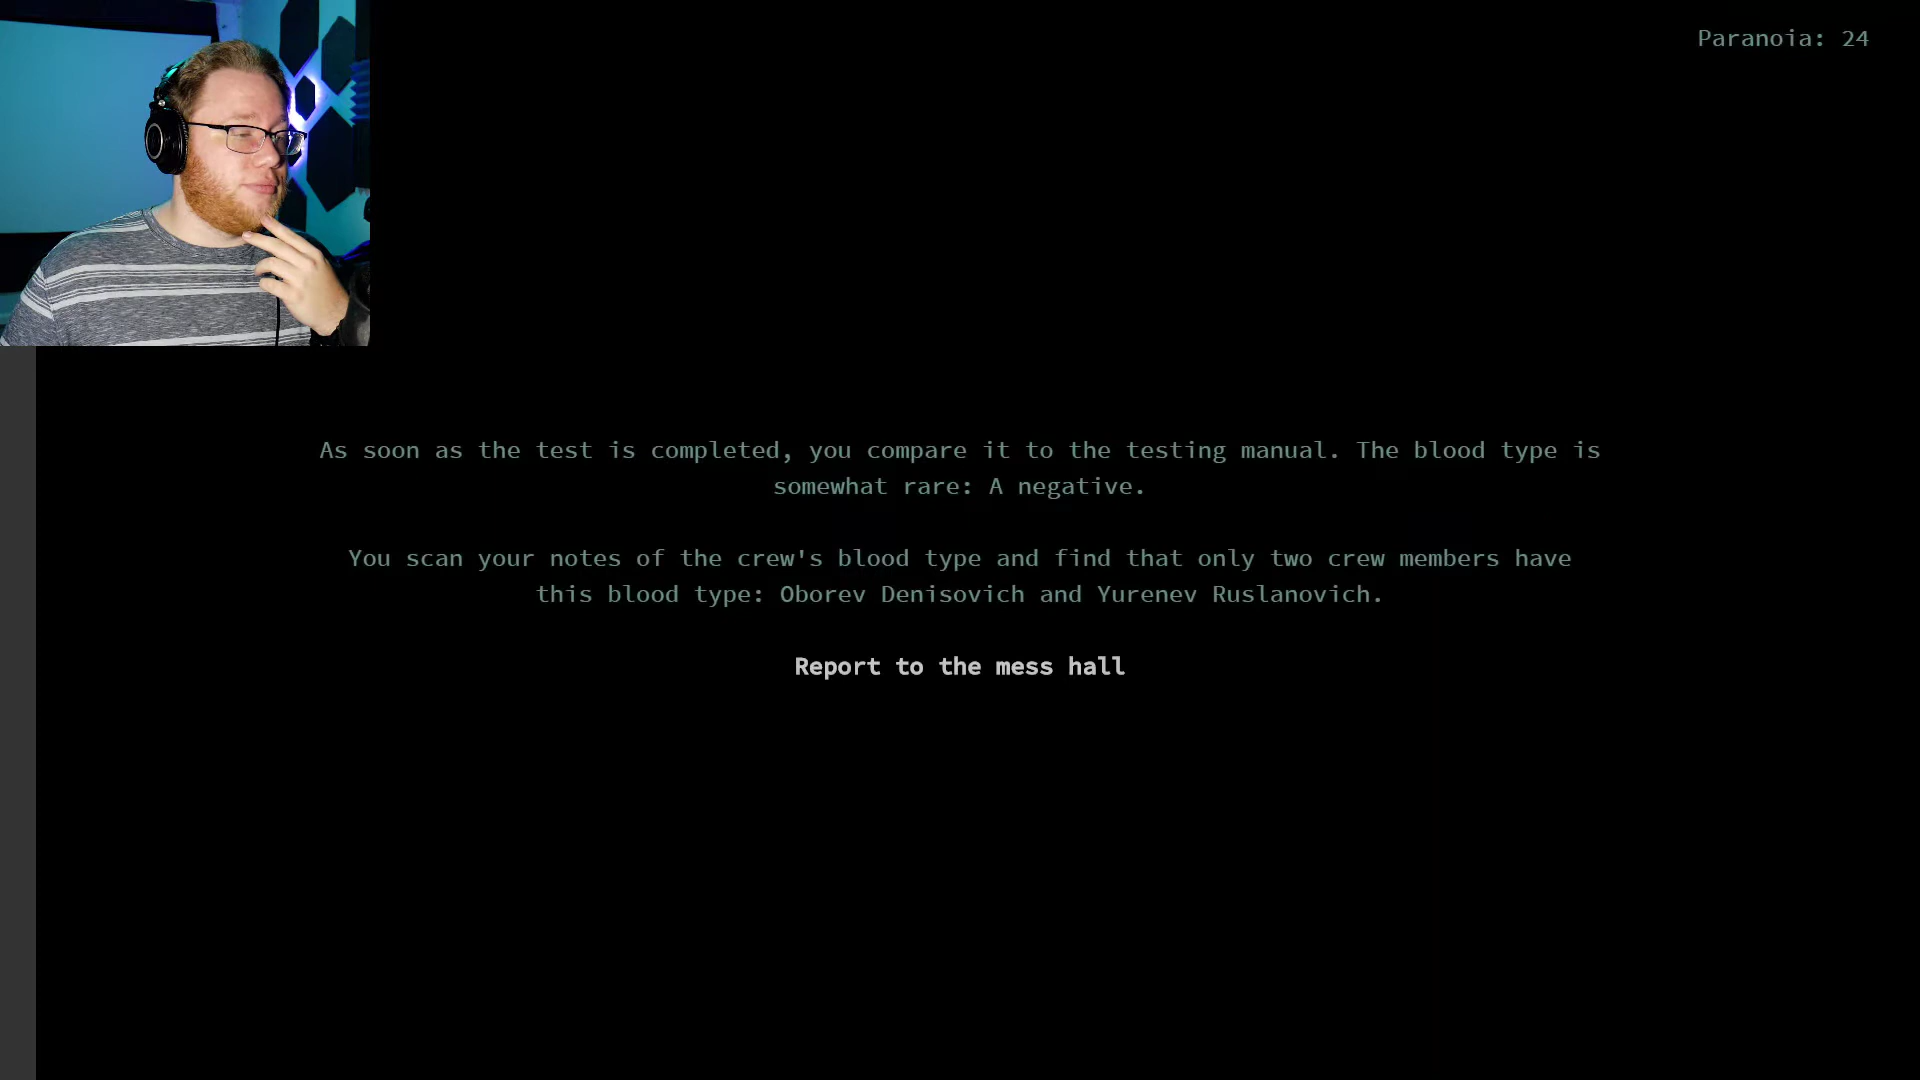 Paranoia: 24
As soon as the test is completed, you compare it to the testing manual. The blood type is
somewhat rare: A negative.
You scan your notes of the crew's blood type and find that only two crew members have
this blood type: Oborev Denisovich and Yurenev Ruslanovich.
Report to the mess hall